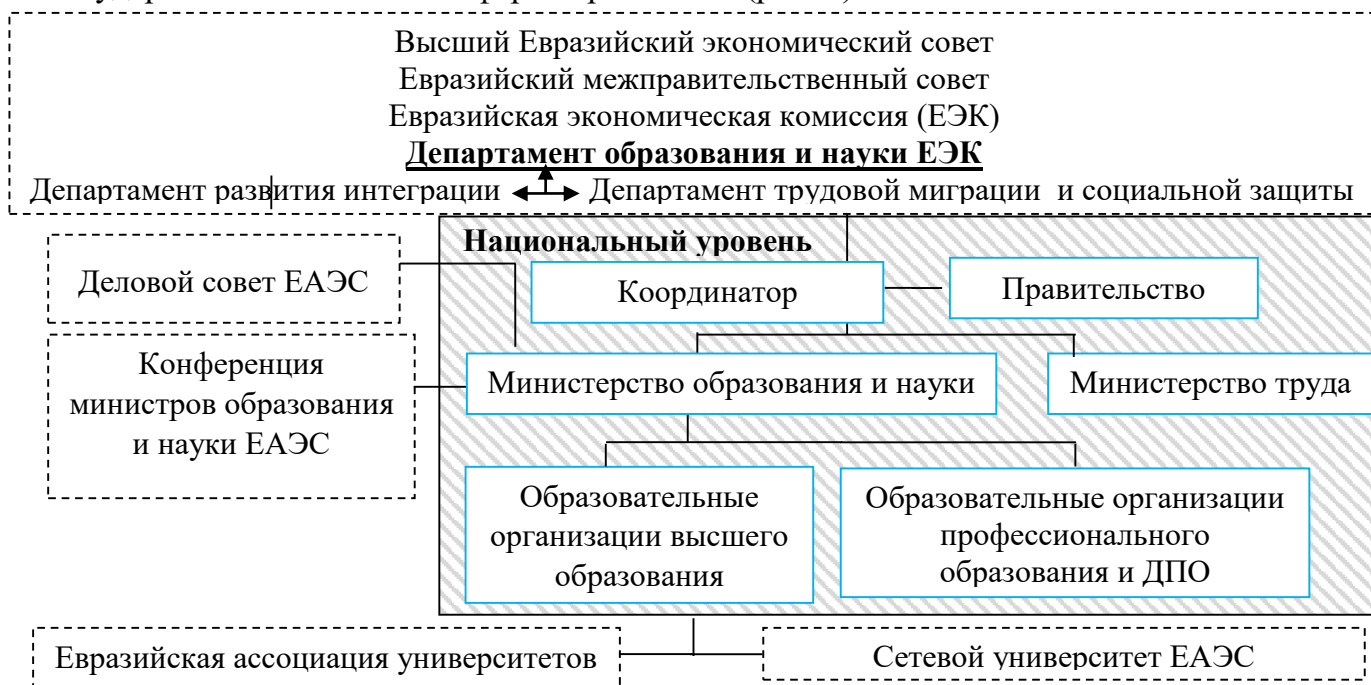 Высший Евразийский экономический совет
Евразийский межправительственный совет
Евразийская экономическая комиссия (ЕЭК)
Департамент образования и науки ЕЭК
Департамент развития интеграции
Департамент трудовой миграции и социальной защиты
Национальный уровень
Деловой совет ЕАЭС
Координатор
Правительство
Конференция
министров образования
и науки ЕАЭС
Министерство образования и науки
Министерство труда
Образовательные
организации высшего
образования
Образовательные организации
профессионального
образования и ДПО
Евразийская ассоциация университетов
Сетевой университет ЕАЭС